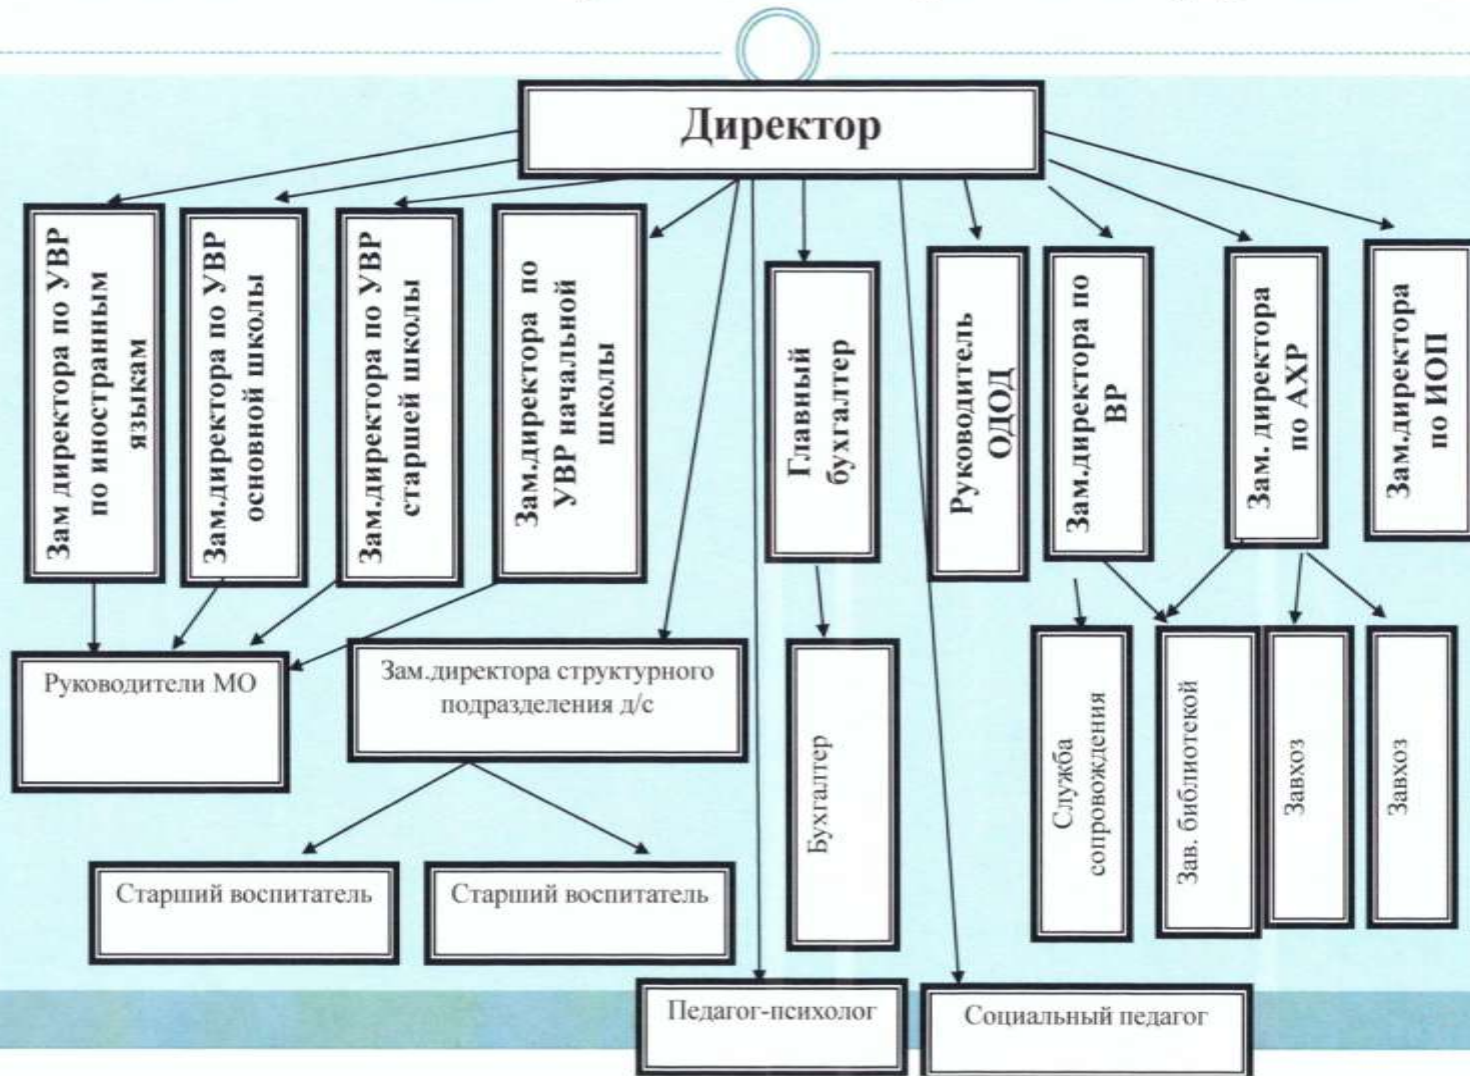 Директор
Зам директора по УВР
по иностранным
языкам
Зам.директора по УВР
основной школы
Зам.директора по УВР
старшей школы
Зам.директора по
УВР начальной
школы
Главный
бухгалтер
Руководитель
ОДОД
Зам.директора по
ВР
Зам. директора
по АХР
Зам.директора
по ИОП
Руководители МО
Зам.директора структурного
подразделения д/с
Бухгалтер
Служба
сопровождения
Зав. библиотекой
Завхоз
Завхоз
Старший воспитатель
Старший воспитатель
Педагог-психолог
Социальный педагог